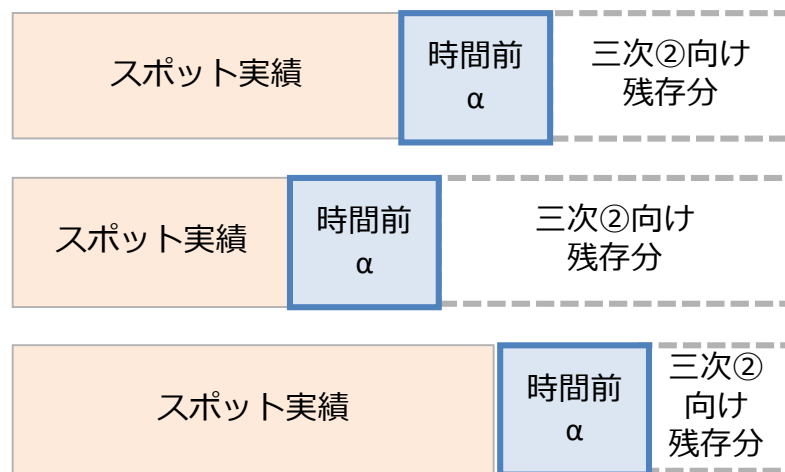 スポット実績
時間前
α
三次②向け
残存分
スポット実績
時間前
α
三次②向け
残存分
スポット実績
時間前
α
三次②
向け
残存分